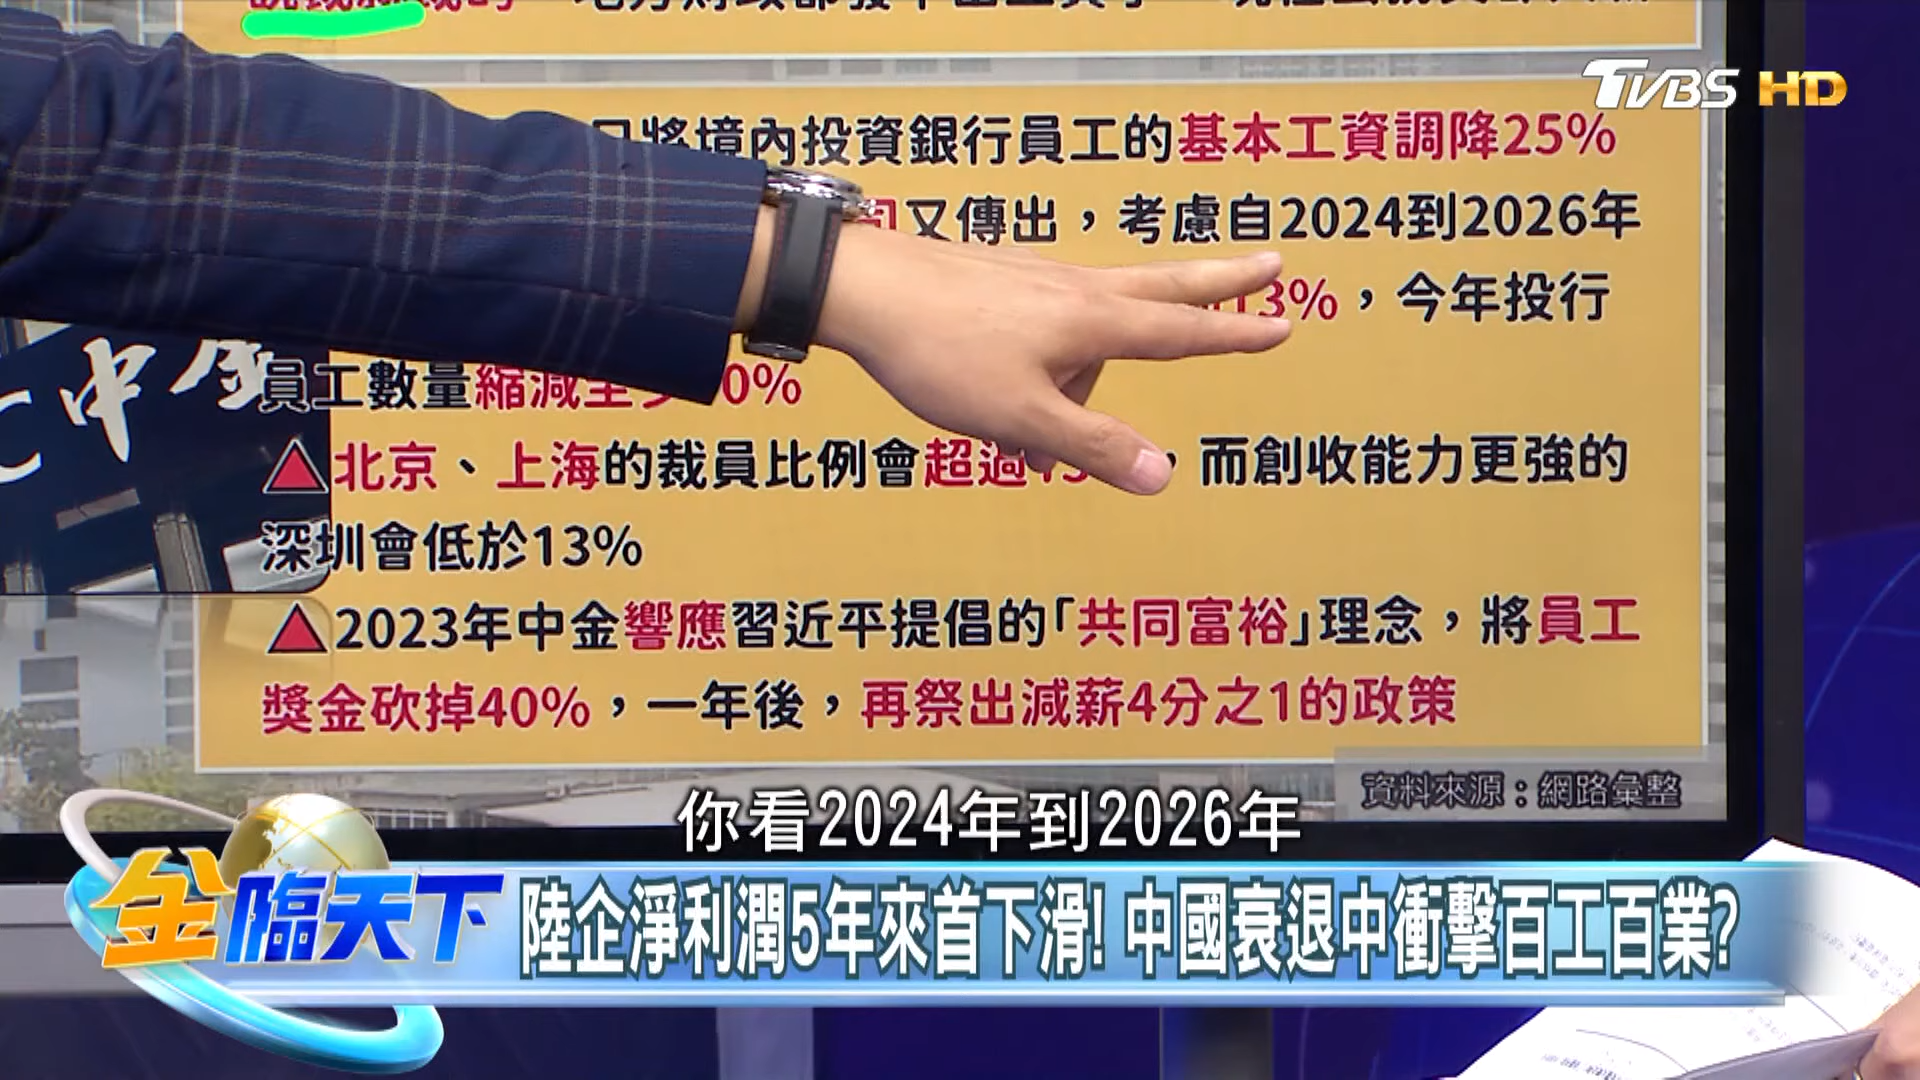 TVBS HD
將境內投資銀行員工的基本工資調降25%
又傳出，考慮自2024到2026年
13%，今年投行
員工數量縮減至少 0%
▲北京、上海的裁員比例會超過 ，而創收能力更強的
深圳會低於13%
▲2023年中金響應習近平提倡的「共同富裕」理念，將員工
獎金砍掉40%，一年後，再祭出減薪4分之1的政策
中金
資料來源：網路彙整
你看2024年到2026年
金臨天下
陸企淨利潤5年來首下滑! 中國衰退中衝擊百工百業?